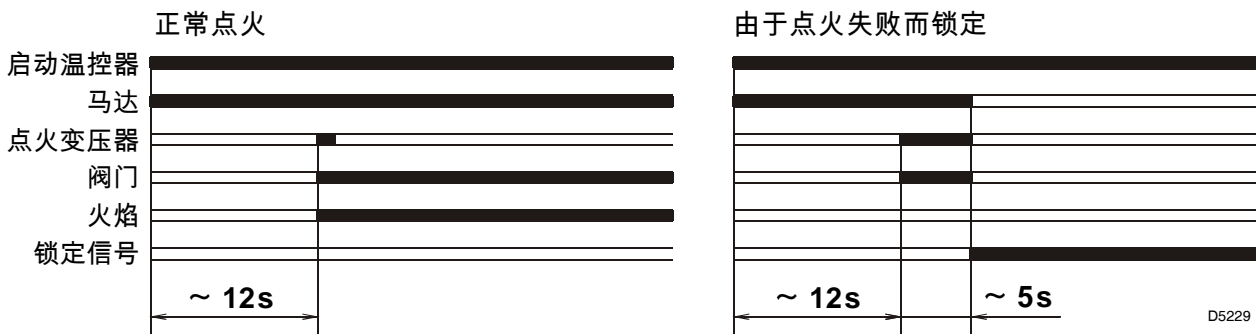 正常点火
由于点火失败而锁定
启动温控器
马达
点火变压器
阀门
火焰
锁定信号
~ 12s
~ 12s
~ 5s
D5229